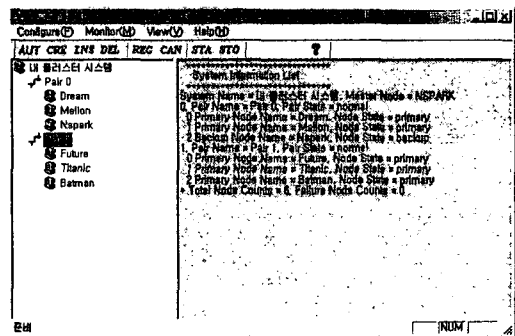 Configure(F) Monitor(M) View(V) Help(H)
AUT CRE INS DEL REG CAN STA STO ?
내 클러스터 시스템
Pair 0
Dream
Mellon
Nspark
Future
Titanic
Batman
System Information List
System Name = 내 클러스터 시스템, Master Node = NSPARK
0. Pair Name = Pair 0, Pair State = normal
0 Primary Node Name = Dream, Node State = primary
1 Primary Node Name = Mellon, Node State = primary
2 Backup Node Name = Nspark, Node State = backup
1. Pair Name = Pair 1, Pair State = normal
0 Primary Node Name = Future, Node State = primary
1 Primary Node Name = Titanic, Node State = primary
2 Primary Node Name = Batman, Node State = primary
* Total Node Counts = 6, Failure Node Counts = 0
준비
NUM